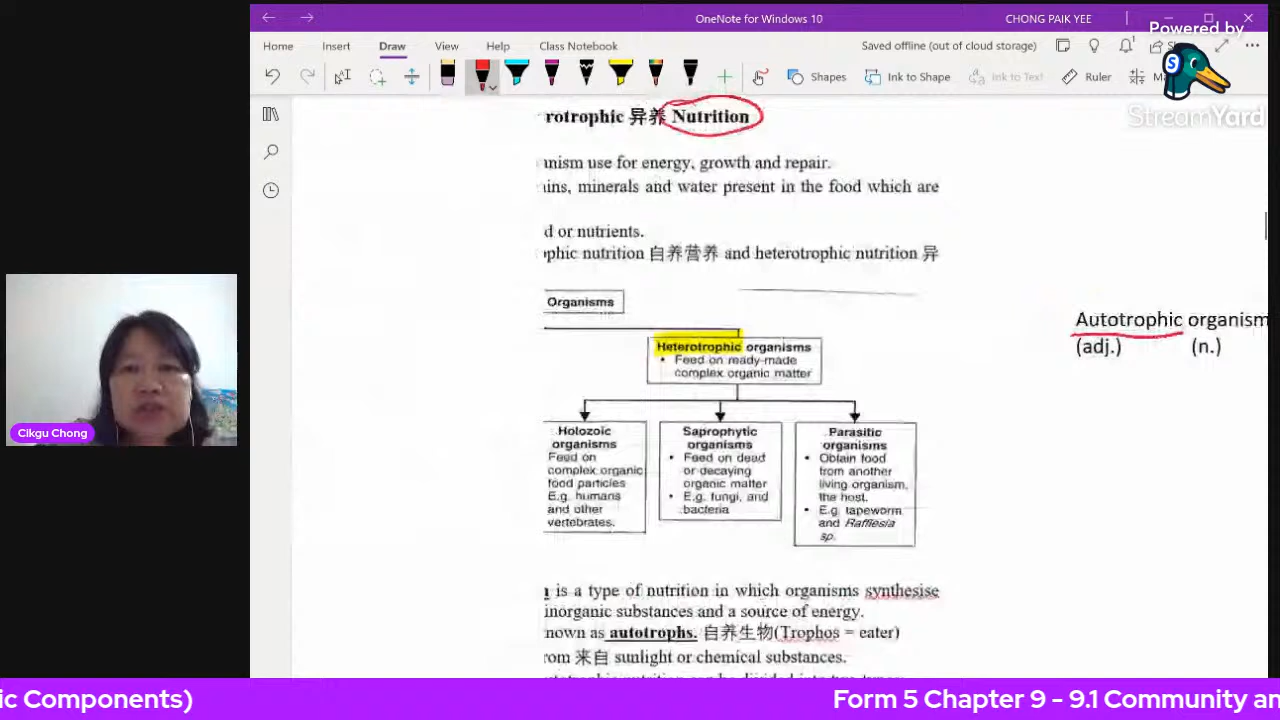 OneNote for Windows 10
CHONG PAIK YEE
Powered by
StreamYard
Home Insert Draw View Help Class Notebook
Saved offline (out of cloud storage)
Shapes Ink to Shape Ink to Text Ruler
rotrophic 异养 Nutrition
anism use for energy, growth and repair.
ins, minerals and water present in the food which are
d or nutrients.
phic nutrition 自养营养 and heterotrophic nutrition 异
Organisms
Heterotrophic organisms
• Feed on ready-made
complex organic matter
Holozoic
organisms
Feed on
complex organic
food particles
E.g. humans
and other
vertebrates.
Saprophytic
organisms
• Feed on dead
or decaying
organic matter
• E.g. fungi, and
bacteria
Parasitic
organisms
• Obtain food
from another
living organism,
the host.
• E.g. tapeworm
and Rafflesia
sp.
Autotrophic organism
(adj.) (n.)
is a type of nutrition in which organisms synthesise
inorganic substances and a source of energy.
nown as autotrophs. 自养生物(Trophos = eater)
rom 来自 sunlight or chemical substances.
Cikgu Chong
ic Components)
Form 5 Chapter 9 - 9.1 Community an